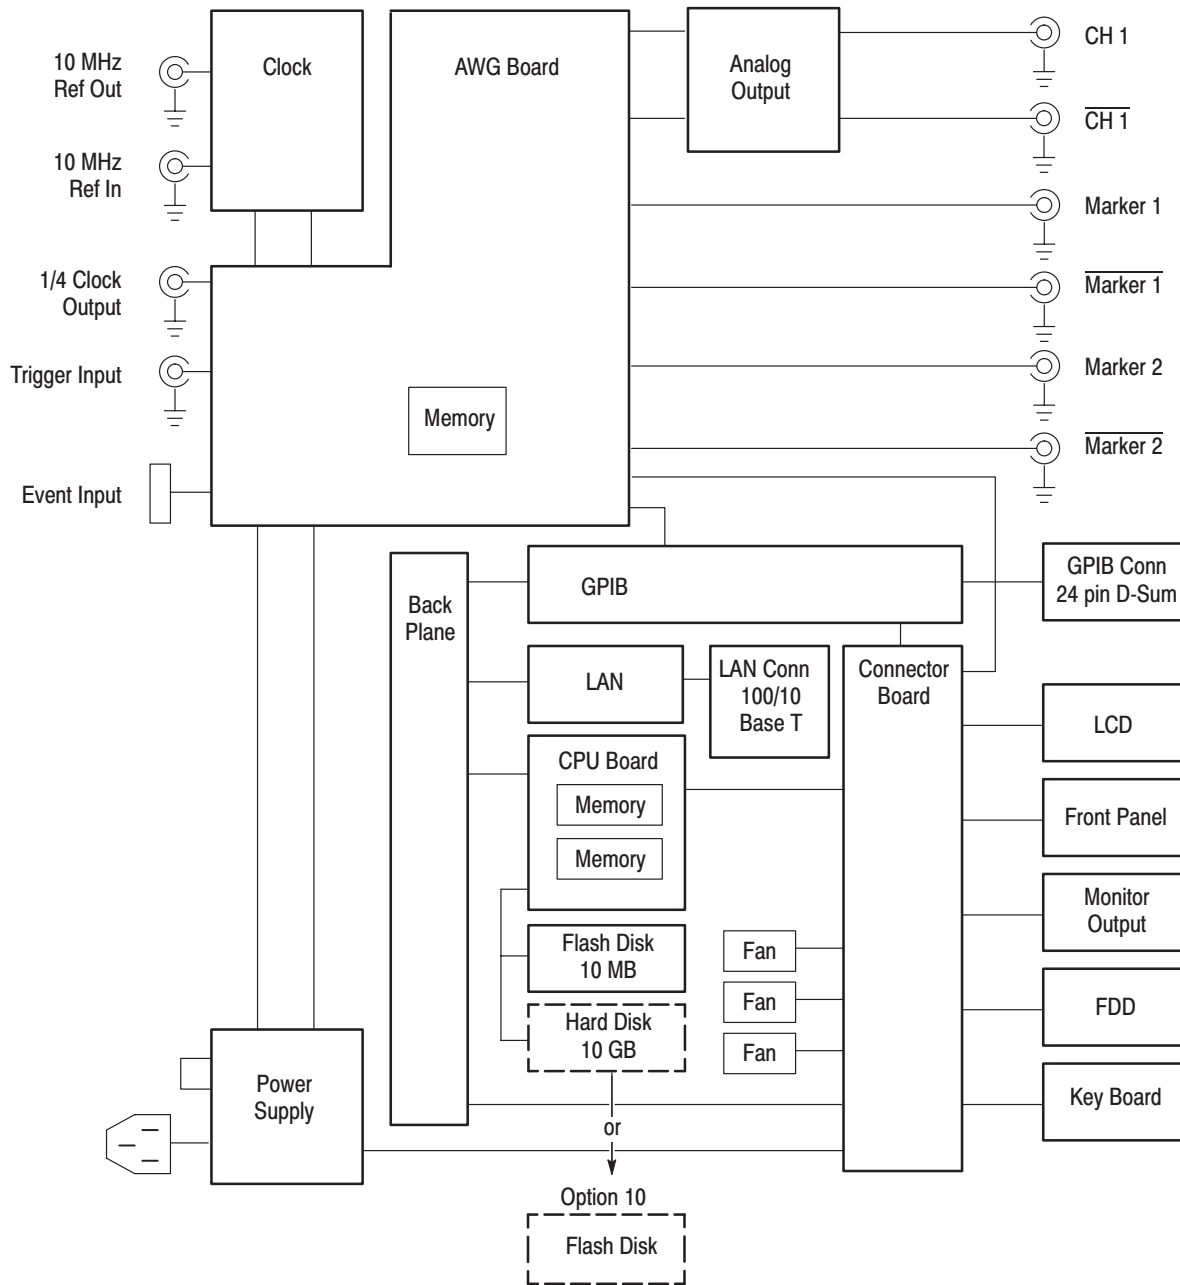 10 MHz
Ref Out
Clock
AWG Board
Analog
Output
CH 1
CH 1
10 MHz
Ref In
Marker 1
1/4 Clock
Output
Marker 1
Trigger Input
Marker 2
Memory
Marker 2
Event Input
Back
Plane
GPIB
GPIB Conn
24 pin D-Sum
LAN
LAN Conn
100/10
Base T
Connector
Board
LCD
CPU Board
Memory
Memory
Front Panel
Monitor
Output
Flash Disk
10 MB
Fan
Fan
Fan
Hard Disk
10 GB
FDD
Power
Supply
Key Board
or
Option 10
Flash Disk